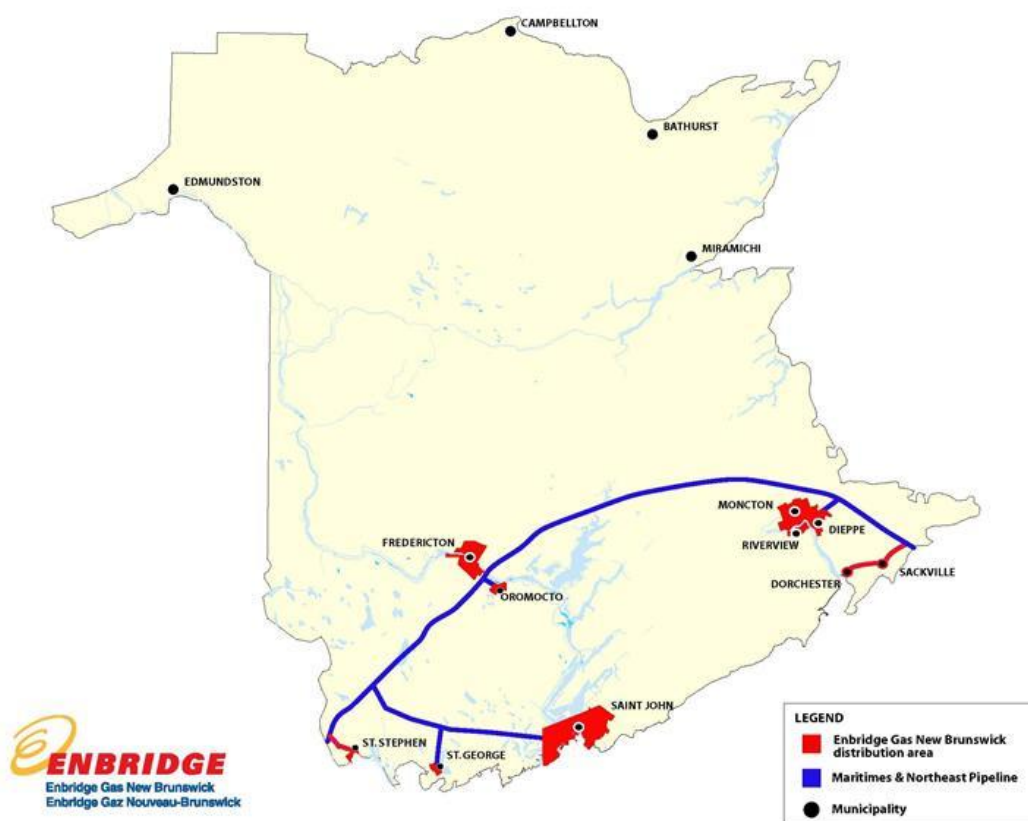 CAMPBELLTON
BATHURST
EDMUNDSTON
MIRAMICHI
MONCTON
DIEPPE
FREDERICTON
RIVERVIEW
DORCHESTER
SACKVILLE
OROMOCTO
SAINT JOHN
ST. STEPHEN
ST. GEORGE
ENBRIDGE
Enbridge Gas New Brunswick
Enbridge Gaz Nouveau-Brunswick
LEGEND
Enbridge Gas New Brunswick
distribution area
Maritimes & Northeast Pipeline
Municipality